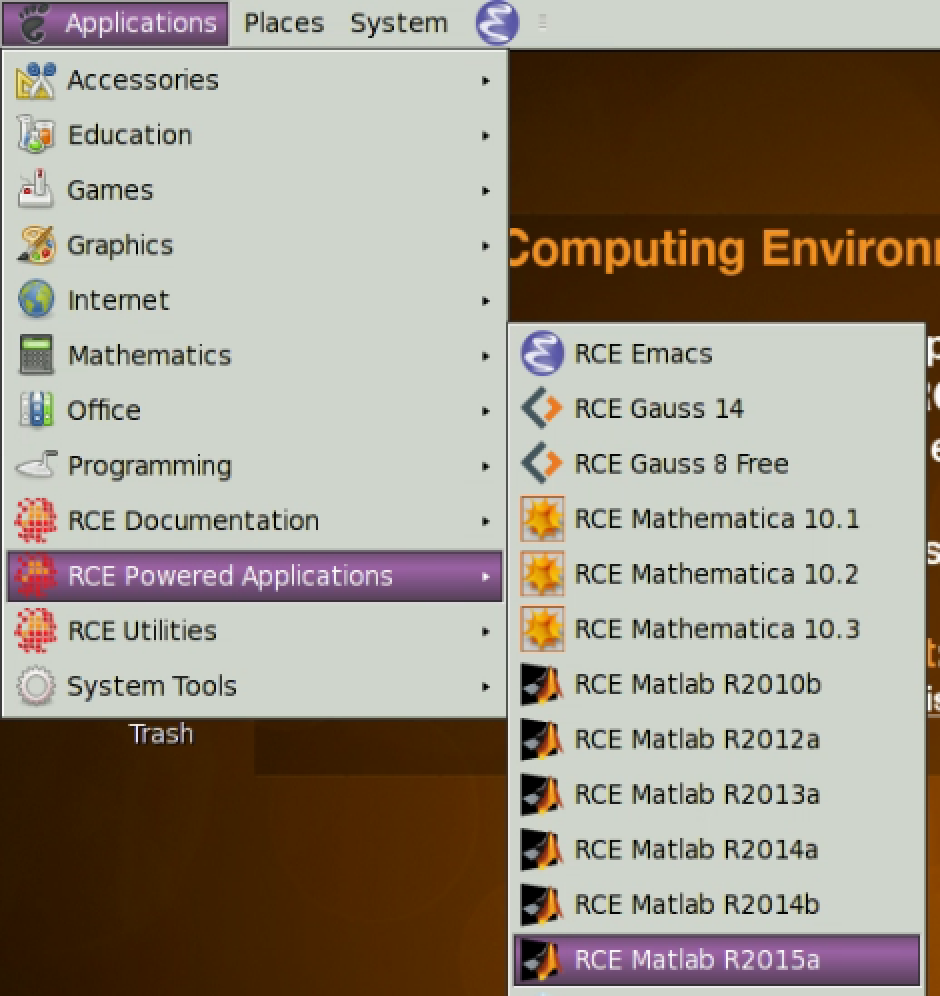 Applications Places System
Accessories
Education
Games
Graphics
Internet
Mathematics
Office
Programming
RCE Documentation
RCE Powered Applications
RCE Utilities
System Tools
Trash
Computing
RCE Emacs
RCE Gauss 14
RCE Gauss 8 Free
RCE Mathematica 10.1
RCE Mathematica 10.2
RCE Mathematica 10.3
RCE Matlab R2010b
RCE Matlab R2012a
RCE Matlab R2013a
RCE Matlab R2014a
RCE Matlab R2014b
RCE Matlab R2015a